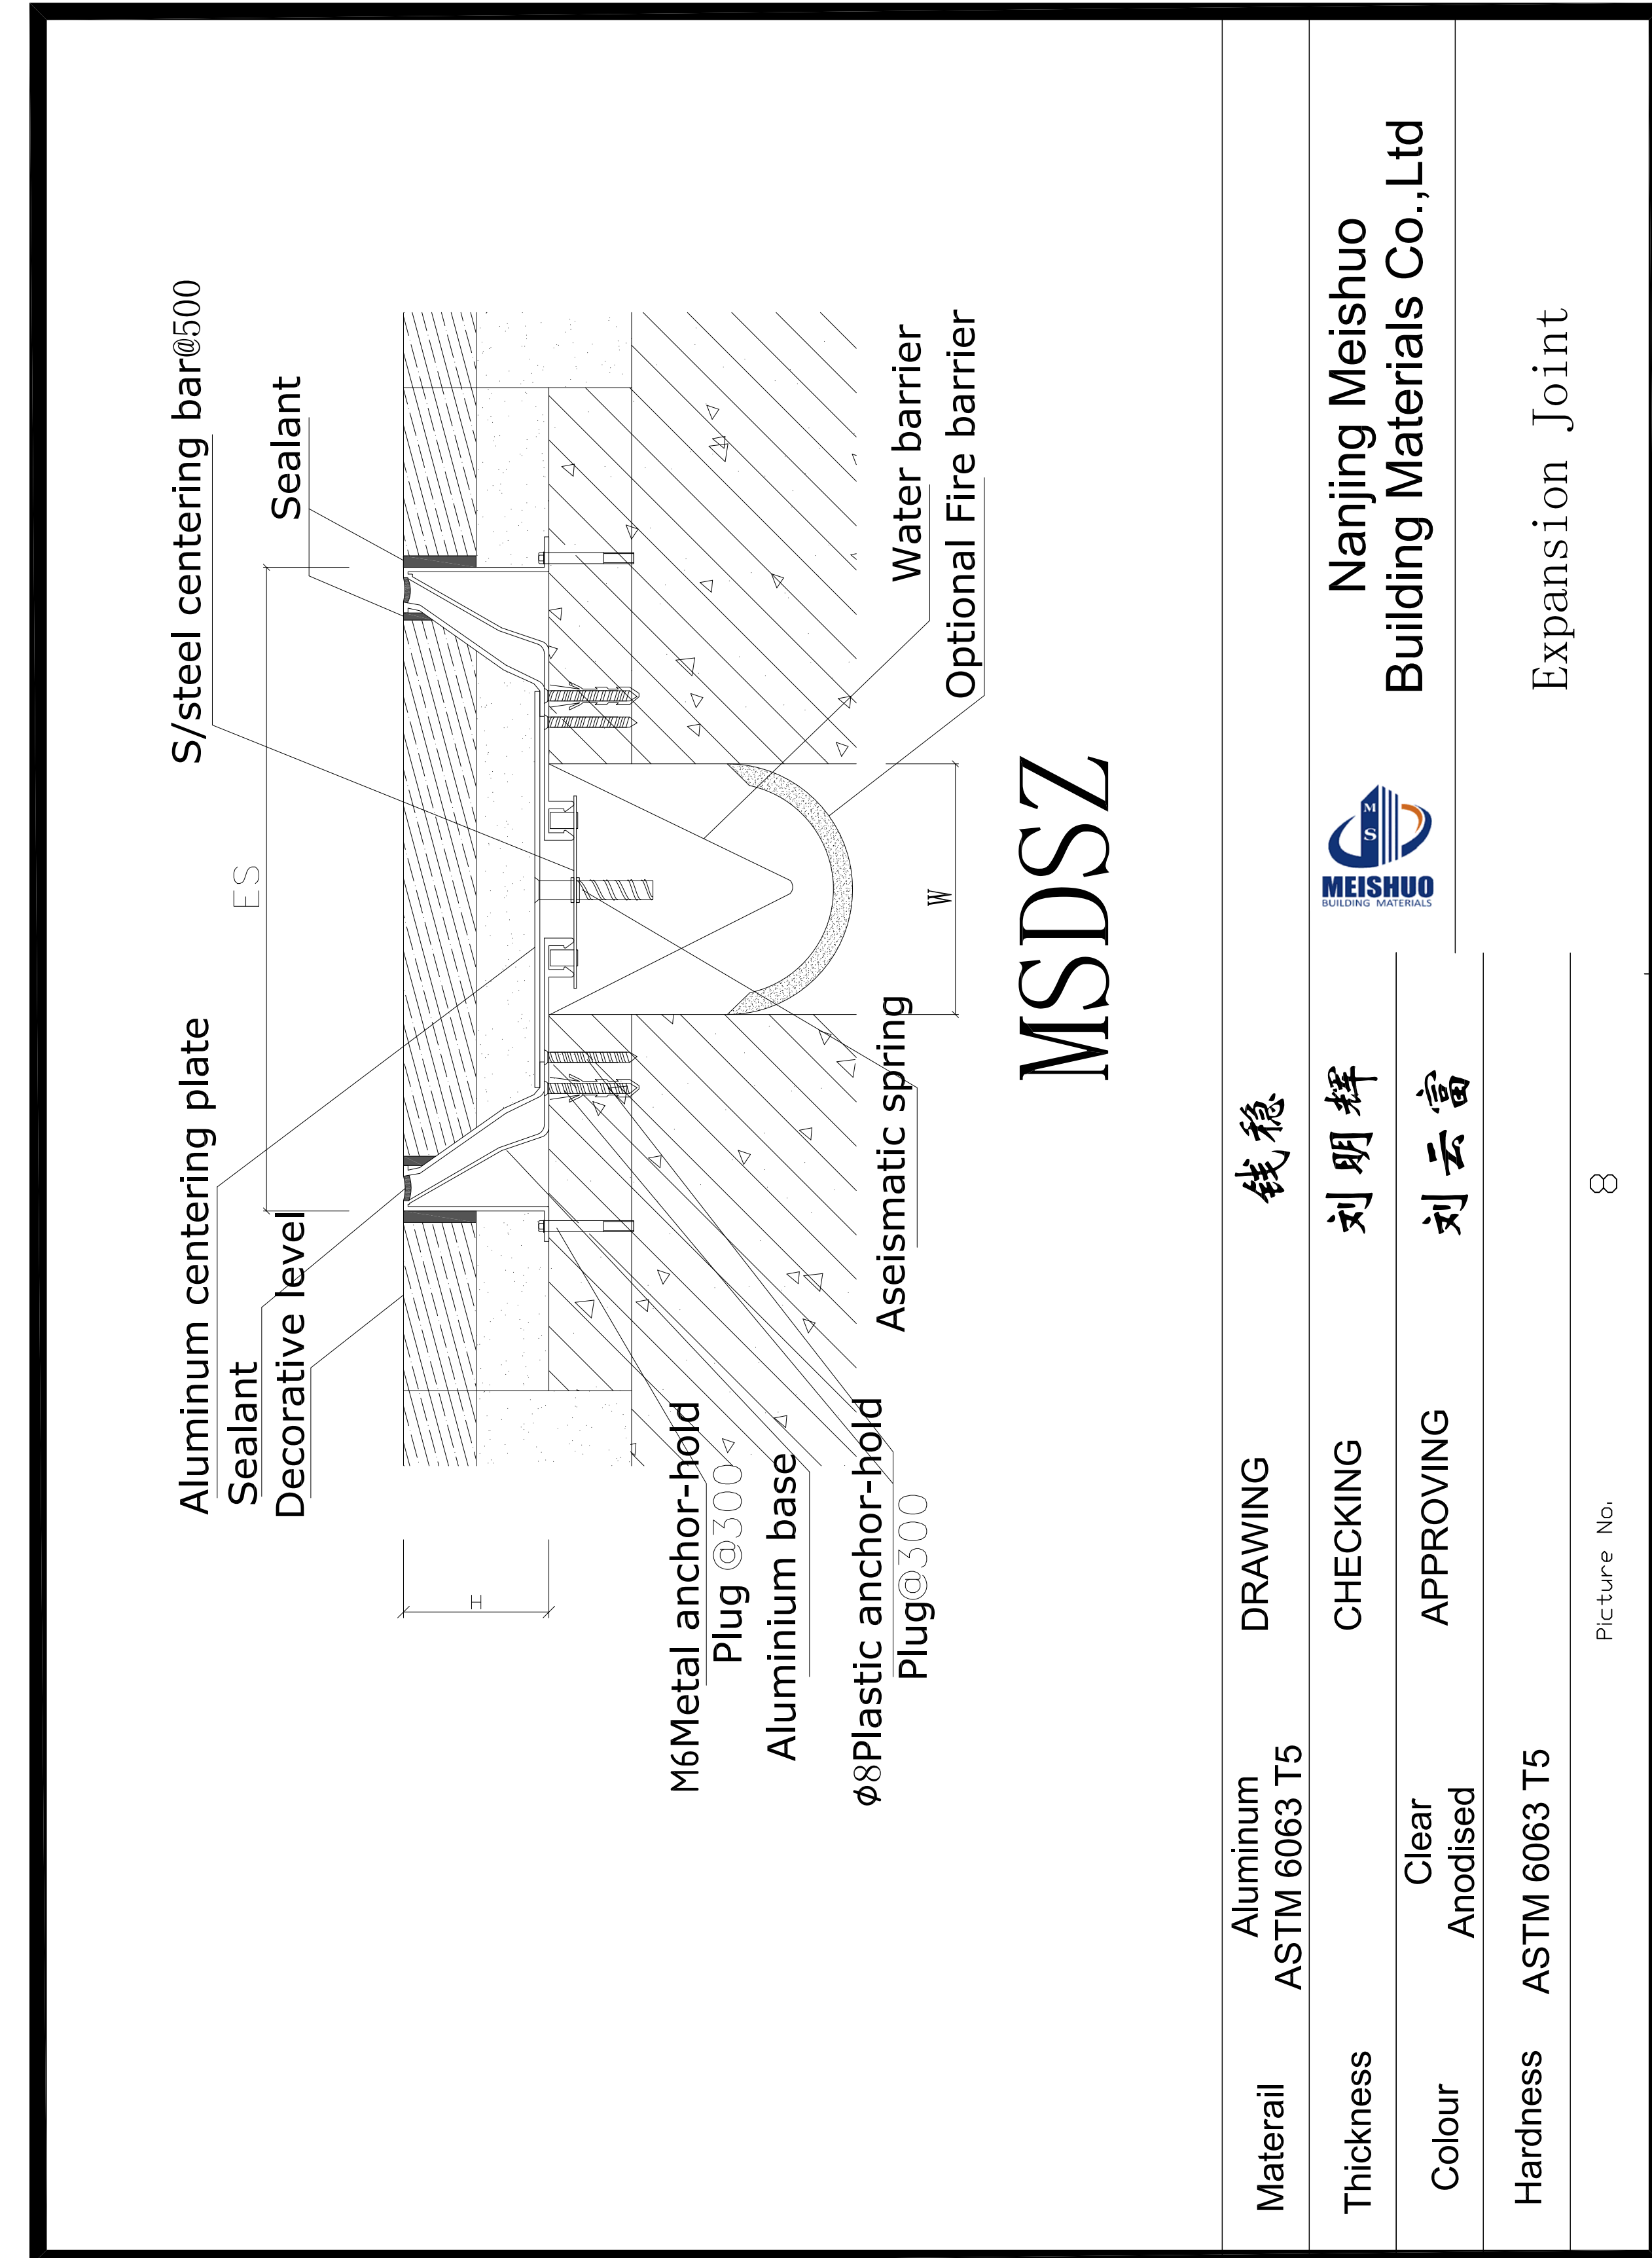 S/steel centering bar@500
Sealant
Aluminum centering plate
Sealant
Decorative level
ES
H
M6Metal anchor-hold
Plug @300
Aluminium base
ϕ8Plastic anchor-hold
Plug@300
Aseismatic spring
Water barrier
Optional Fire barrier
W
MSDSZ
Materail
Aluminum
ASTM 6063 T5
DRAWING
钱稳
Thickness
CHECKING
刘明辉
Colour
Clear
Anodised
APPROVING
刘云富
Hardness
ASTM 6063 T5
Picture No.
8
M
S
MEISHUO
BUILDING MATERIALS
Nanjing Meishuo
Building Materials Co.,Ltd
Expansion Joint